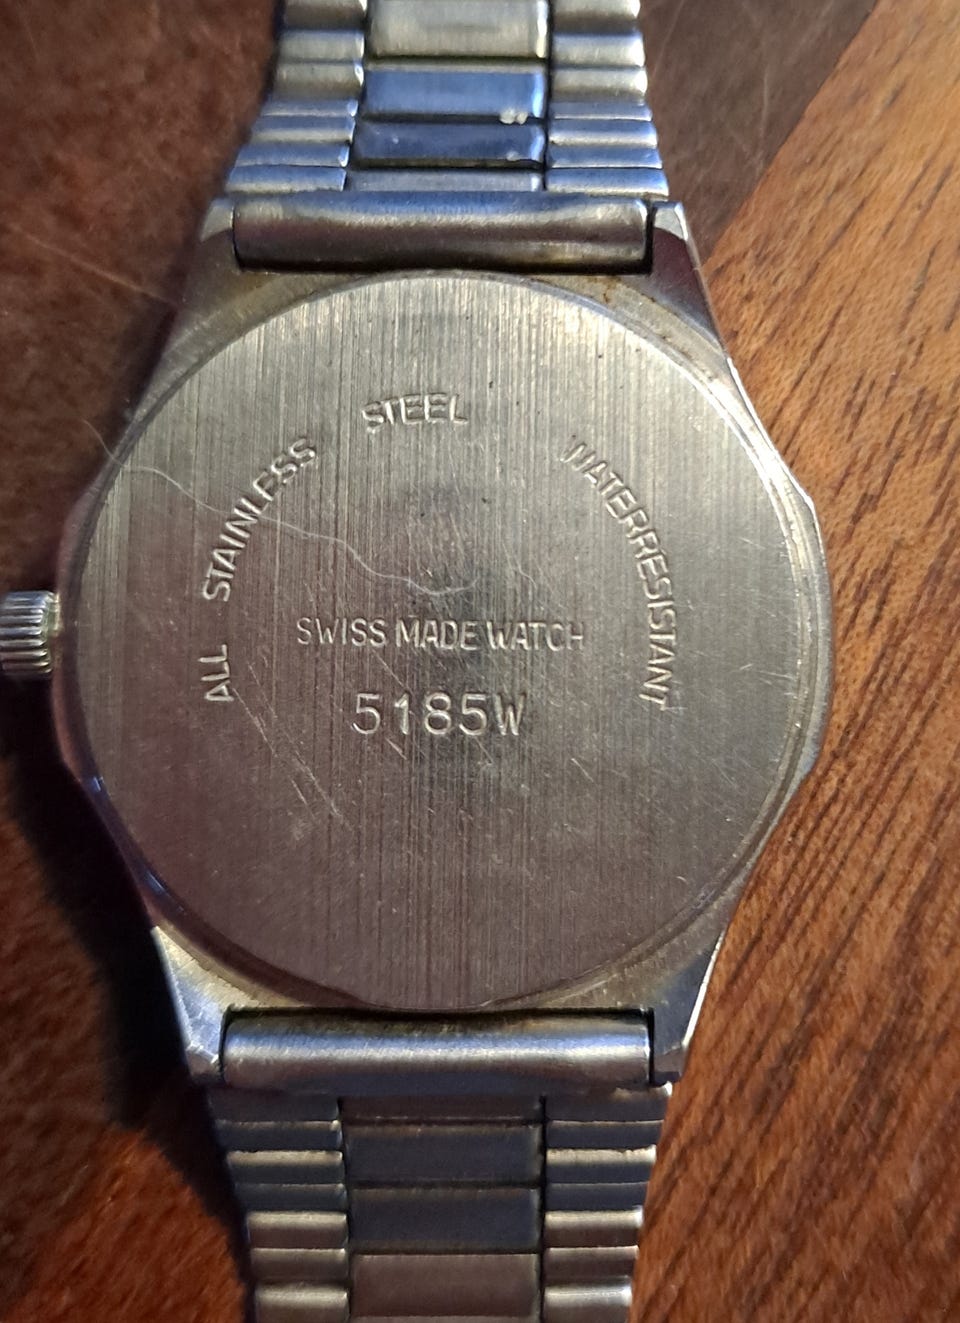 ALL STAINLESS STEEL WATERRESISTANT
SWISS MADE WATCH
5185W